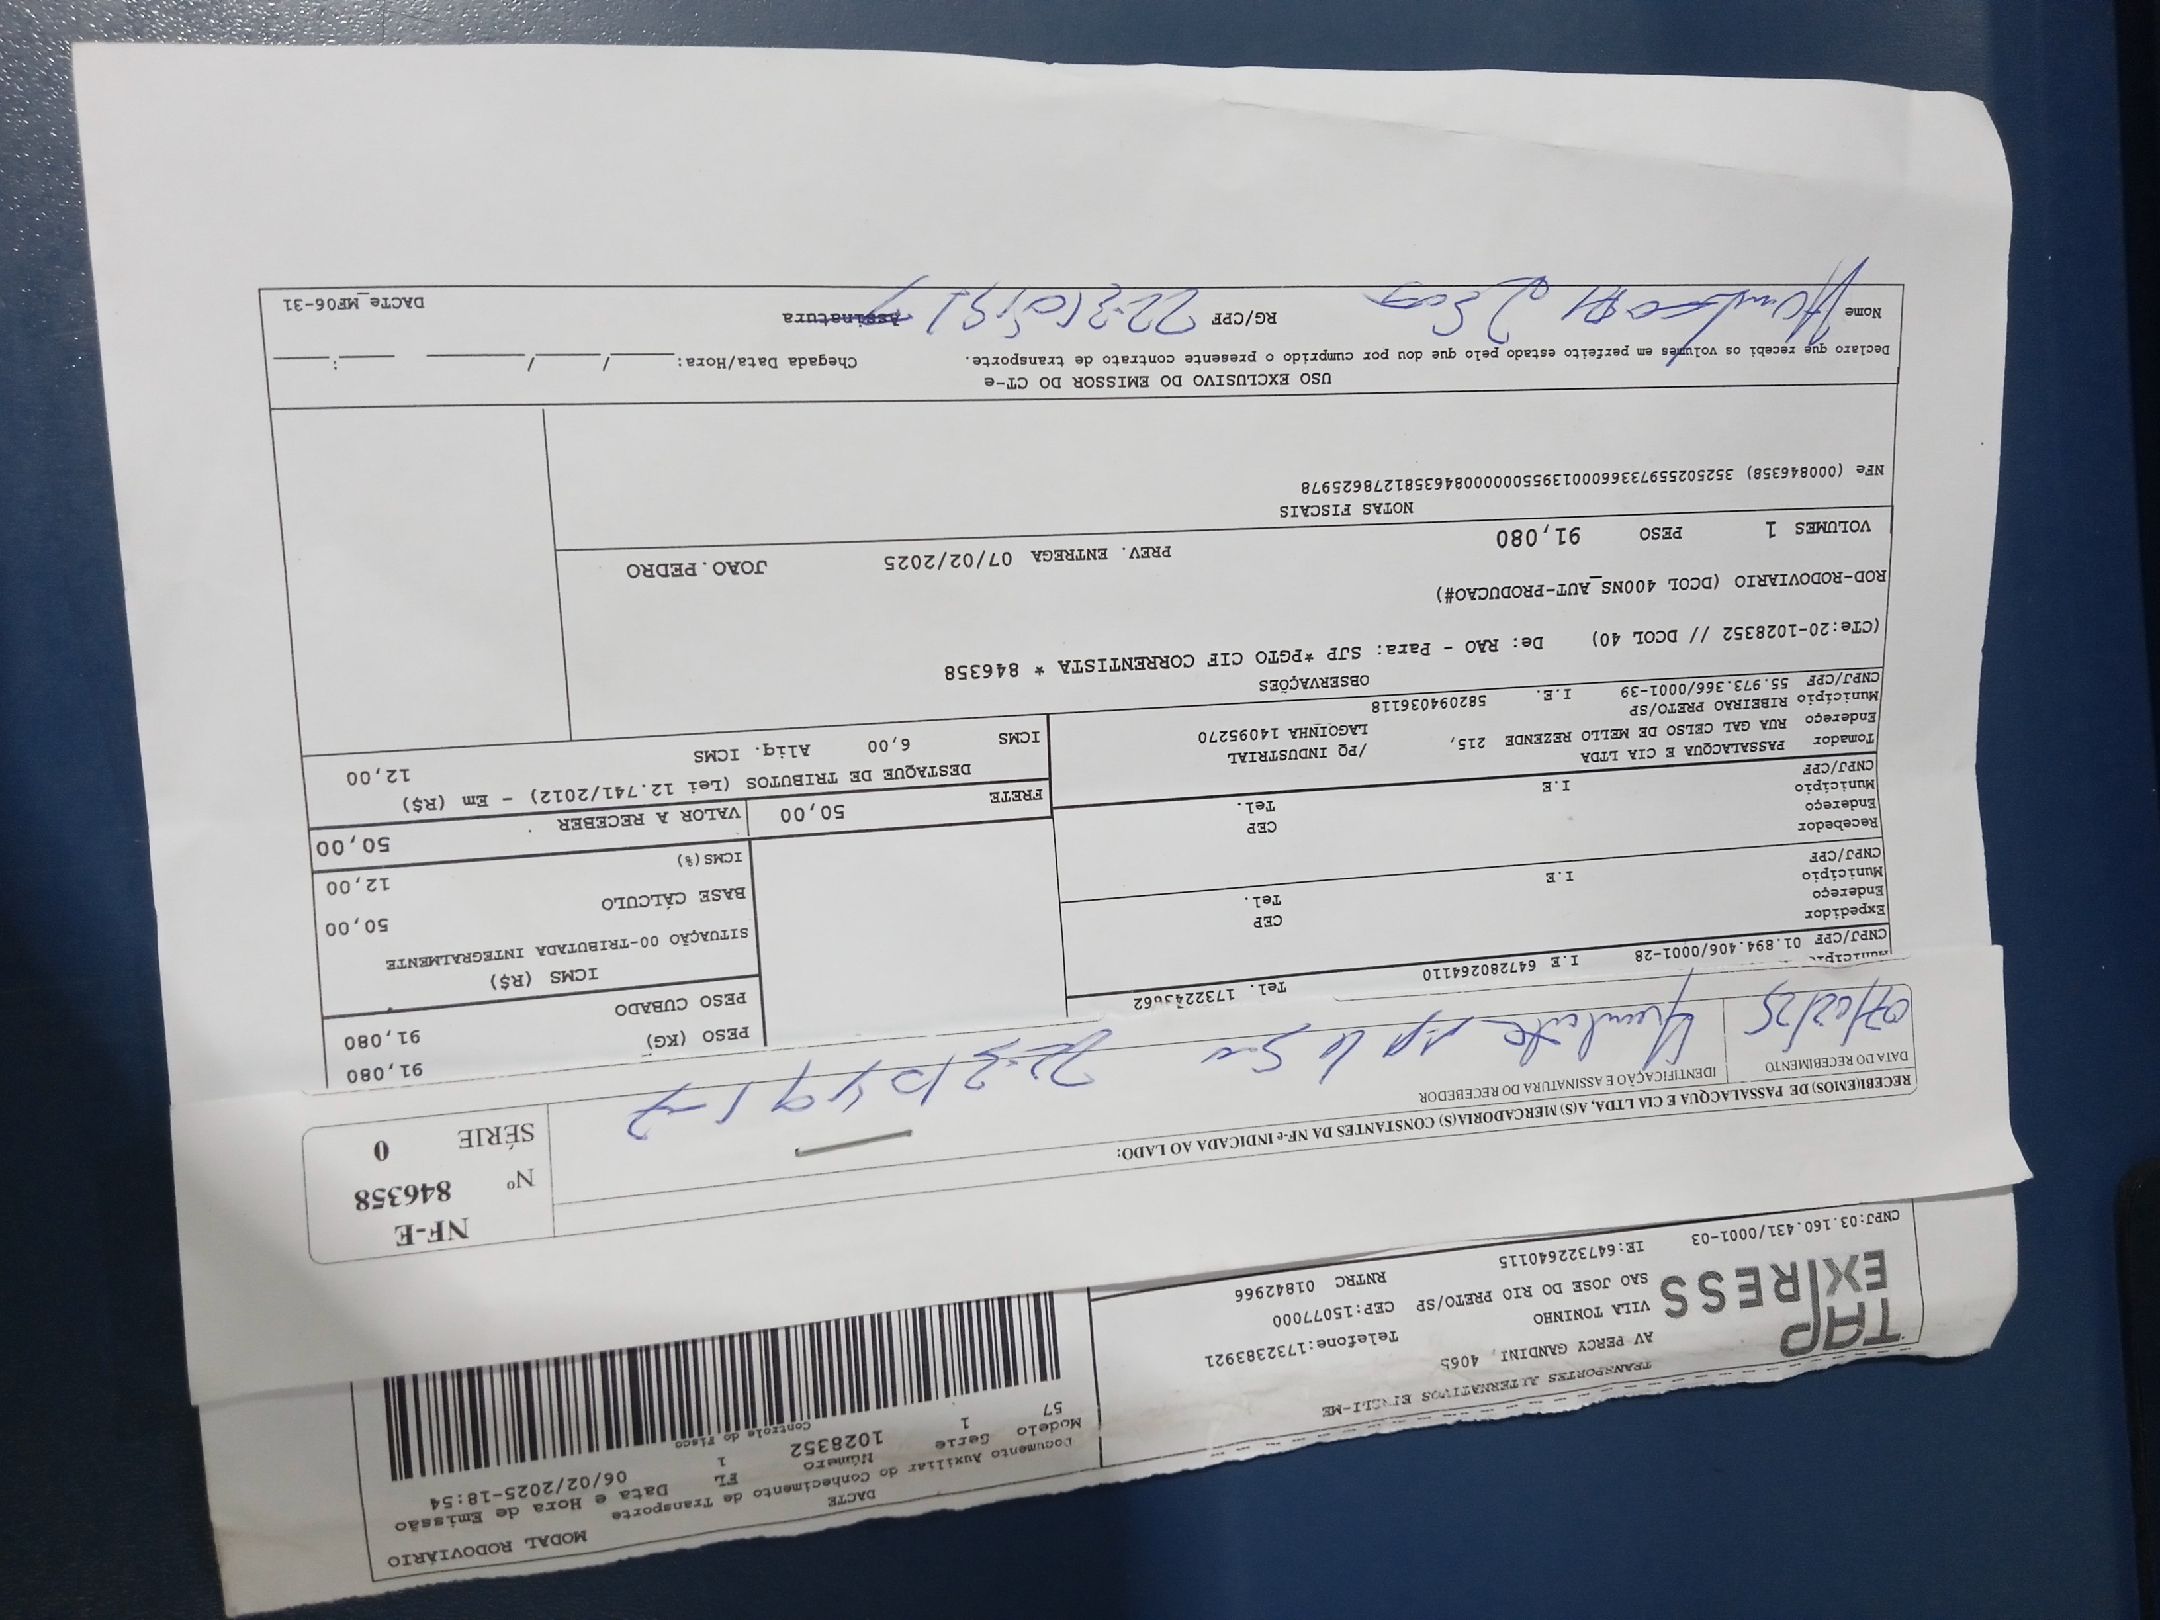 MODAL RODOVIÁRIO
DACTE
Documento Auxiliar do Conhecimento de Transporte
Modelo Serie Número FL Data e Hora de Emissão
57 1 1028352 1 06/02/2025-18:54
Controle do Fisco
TAP EXPRESS
TRANSPORTES ALTERNATIVOS EIRELI-ME
AV PERCY GANDINI, 4065
VILA TONINHO Telefone:1732383921
SAO JOSE DO RIO PRETO/SP CEP:15077000
CNPJ:03.160.431/0001-03 IE:647322640115 RNTRC 01842966
NF-E
Nº 846358
SÉRIE 0
RECEBI(EMOS) DE PASSALACQUA E CIA LTDA, A(S) MERCADORIA(S) CONSTANTES DA NF-e INDICADA AO LADO:
DATA DO RECEBIMENTO IDENTIFICAÇÃO E ASSINATURA DO RECEBEDOR
07/02/25
Tel.
CNPJ/CPF 01.894.406/0001-28 I.E 647280264110
PESO (KG) 91,080
PESO CUBADO 91,080
ICMS (R$)
SITUAÇÃO 00-TRIBUTADA INTEGRALMENTE
BASE CÁLCULO 50,00
ICMS(%) 12,00
Expedidor
Endereço CEP
Município Tel.
CNPJ/CPF I.E
Recebedor
Endereço CEP
Município Tel.
CNPJ/CPF I.E
FRETE 50,00 VALOR A RECEBER 50,00
DESTAQUE DE TRIBUTOS (Lei 12.741/2012) - Em (R$)
ICMS 6,00 Aliq. ICMS 12,00
Tomador PASSALACQUA E CIA LTDA
Endereço RUA GAL CELSO DE MELLO REZENDE 215, /PQ INDUSTRIAL
Município RIBEIRAO PRETO/SP LAGOINHA 14095270
CNPJ/CPF 55.973.366/0001-39 I.E. 582094036118
OBSERVAÇÕES
(CTe:20-1028352 // DCOL 40) De: RAO - Para: SJP *PGTO CIF CORRENTISTA * 846358
ROD-RODOVIARIO (DCOL 400NS_AUT-PRODUCAO#)
PREV. ENTREGA 07/02/2025 JOAO.PEDRO
VOLUMES 1 PESO 91,080
NOTAS FISCAIS
NFe (000846358) 35250255973366000139550000008463581278625978
USO EXCLUSIVO DO EMISSOR DO CT-e
Declaro que recebi os volumes em perfeito estado pelo que dou por cumprido o presente contrato de transporte. Chegada Data/Hora: ____/____/____ ____:____
Nome RG/CPF Assinatura DACTe_MF06-31